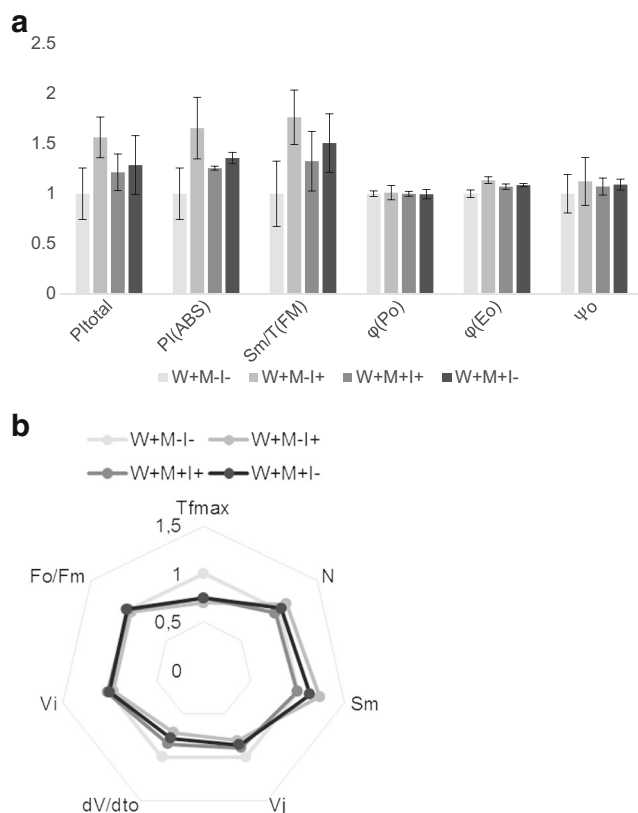 a
2.5
2
1.5
1
0.5
0
PItotal
PI(ABS)
Sm/T(FM)
φ(Po)
φ(Eo)
Ψo
W+M-I- W+M-I+ W+M+I+ W+M+I-
b
W+M-I- W+M-I+
W+M+I+ W+M+I-
Tfmax
1,5
Fo/Fm 1 N
0,5
0
Vi Sm
dV/dto Vj